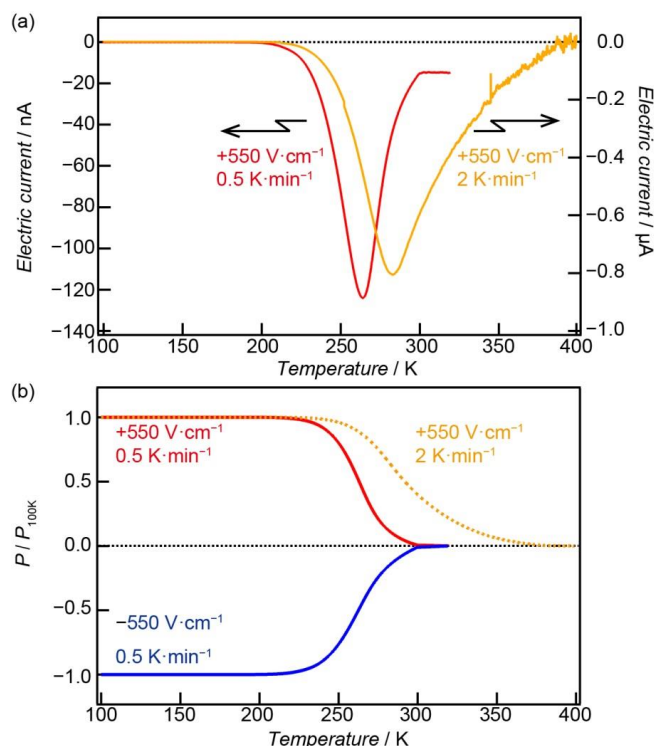 (a)
0
−20
−40
−60
−80
−100
−120
−140
Electric current / nA
0.0
−0.2
−0.4
−0.6
−0.8
−1.0
Electric current / μA
+550 V·cm⁻¹
0.5 K·min⁻¹
+550 V·cm⁻¹
2 K·min⁻¹
100 150 200 250 300 350 400
Temperature / K
(b)
1.0
0.5
0.0
−0.5
−1.0
P / P100K
+550 V·cm⁻¹
0.5 K·min⁻¹
+550 V·cm⁻¹
2 K·min⁻¹
−550 V·cm⁻¹
0.5 K·min⁻¹
100 150 200 250 300 350 400
Temperature / K